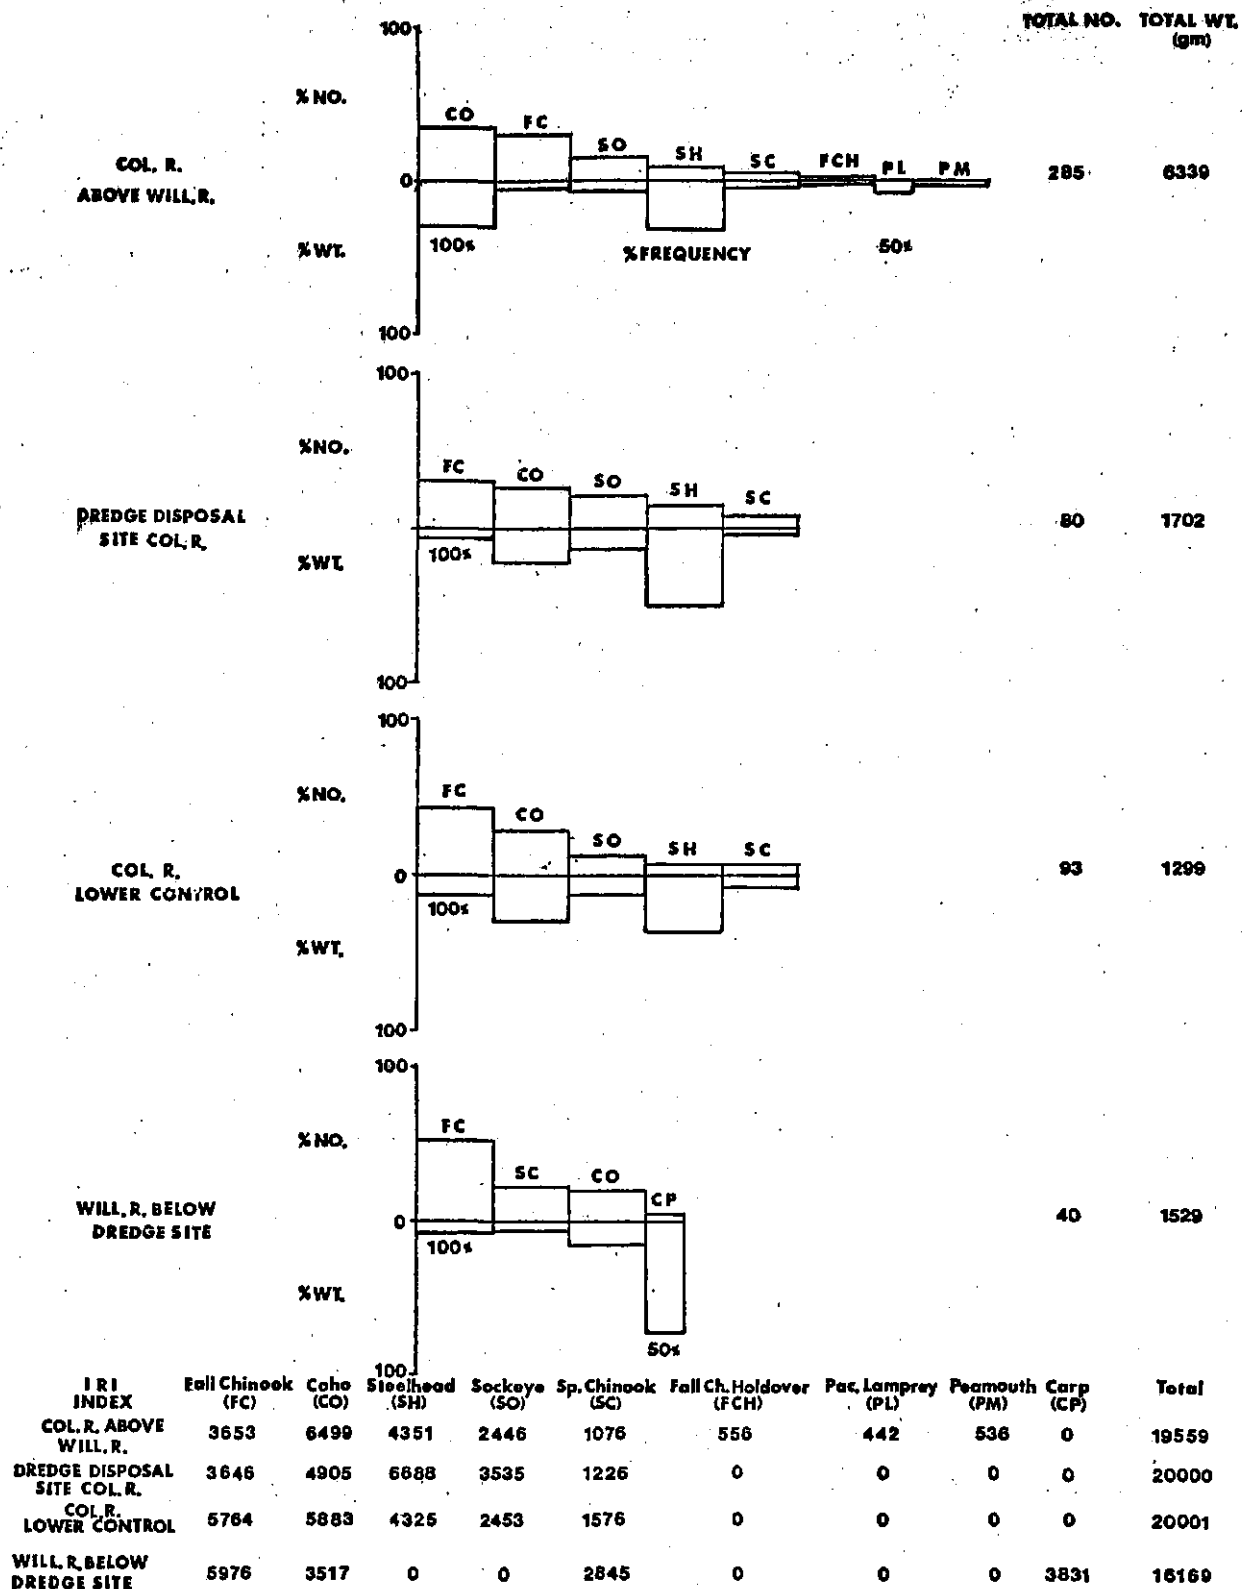 TOTAL NO. TOTAL WT.
(gm)
100
%NO.
CO FC SO SH SC FCH PL PM
COL. R.
ABOVE WILL. R.
0
285 6339
100%
%WT.
%FREQUENCY
50%
100
100
%NO.
FC CO SO SH SC
DREDGE DISPOSAL
SITE COL. R.
80 1702
100%
%WT.
100
100
%NO.
FC CO SO SH SC
COL. R.
LOWER CONTROL
0
93 1299
100%
%WT.
100
100
%NO.
FC SC CO CP
WILL. R. BELOW
DREDGE SITE
0
40 1529
100%
%WT.
50%
100
IRI INDEX Fall Chinook (FC) Coho (CO) Steelhead (SH) Sockeye (SO) Sp. Chinook (SC) Fall Ch. Holdover (FCH) Pac. Lamprey (PL) Peamouth (PM) Carp (CP) Total
COL. R. ABOVE WILL. R. 3653 6499 4351 2446 1076 556 442 536 0 19559
DREDGE DISPOSAL SITE COL. R. 3646 4905 6688 3535 1226 0 0 0 0 20000
COL. R. LOWER CONTROL 5764 5883 4325 2453 1576 0 0 0 0 20001
WILL. R. BELOW DREDGE SITE 5976 3517 0 0 2845 0 0 0 3831 16169